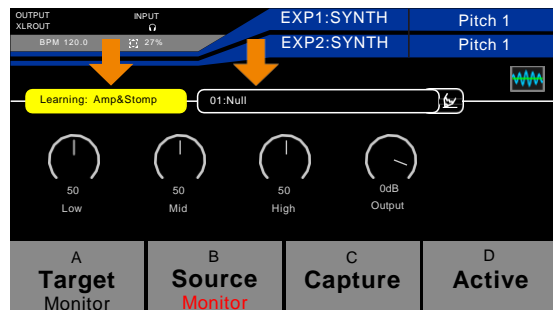 OUTPUT INPUT EXP1:SYNTH Pitch 1
XLROUT
BPM 120.0 27% EXP2:SYNTH Pitch 1
Learning: Amp&Stomp 01:Null
50 50 50 0dB
Low Mid High Output
A B C D
Target Source Capture Active
Monitor Monitor